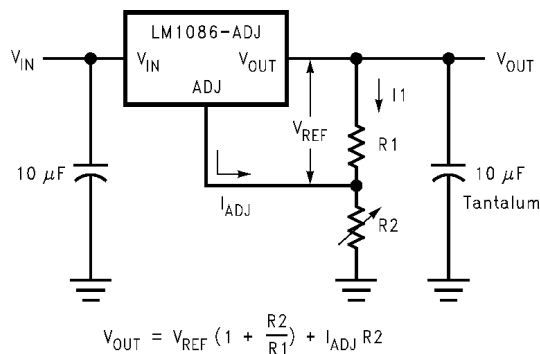 LM1086-ADJ
V_IN V_IN V_OUT V_OUT
ADJ
I1
V_REF
R1
10 µF
10 µF
Tantalum
I_ADJ
R2
V_OUT = V_REF (1 + R2/R1) + I_ADJ R2